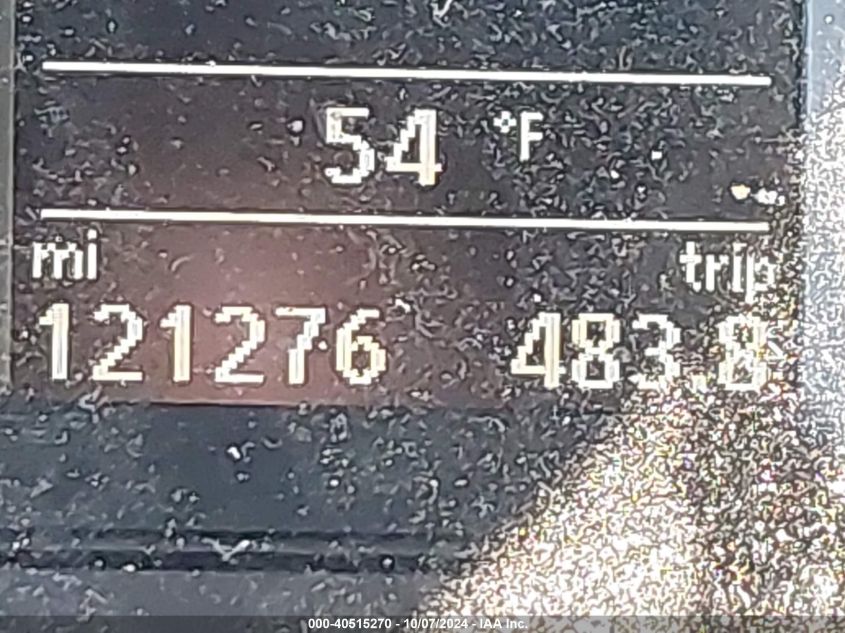 54 °F
mi trip
121276 483.8
000-40515270 - 10/07/2024 - IAA Inc.